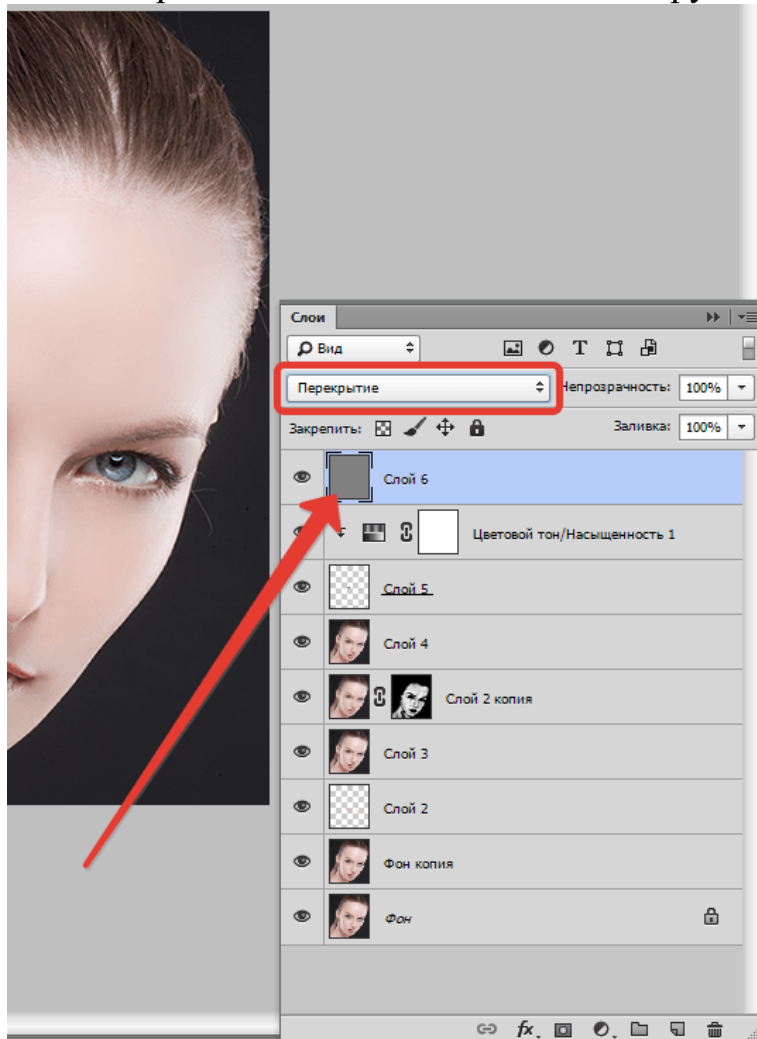 Слои
Вид
Перекрытие Непрозрачность: 100%
Закрепить: Заливка: 100%
Слой 6
Цветовой тон/Насыщенность 1
Слой 5
Слой 4
Слой 2 копия
Слой 3
Слой 2
Фон копия
Фон
fx